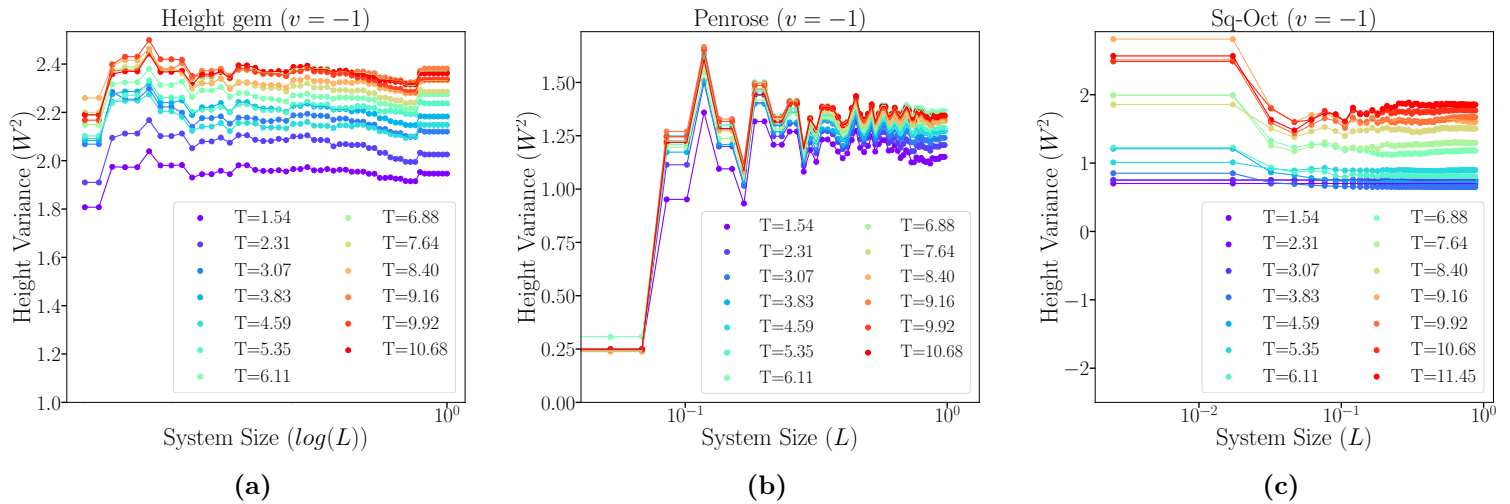 Height gem (v = −1)
Height Variance (W²)
2.4
2.2
2.0
1.8
1.6
1.4
1.2
1.0
T=1.54
T=2.31
T=3.07
T=3.83
T=4.59
T=5.35
T=6.11
T=6.88
T=7.64
T=8.40
T=9.16
T=9.92
T=10.68
10⁰
System Size (log(L))
(a)
Penrose (v = −1)
Height Variance (W²)
1.50
1.25
1.00
0.75
0.50
0.25
0.00
T=1.54
T=2.31
T=3.07
T=3.83
T=4.59
T=5.35
T=6.11
T=6.88
T=7.64
T=8.40
T=9.16
T=9.92
T=10.68
10⁻¹ 10⁰
System Size (L)
(b)
Sq-Oct (v = −1)
Height Variance (W²)
2
1
0
−1
−2
T=1.54
T=2.31
T=3.07
T=3.83
T=4.59
T=5.35
T=6.11
T=6.88
T=7.64
T=8.40
T=9.16
T=9.92
T=10.68
T=11.45
10⁻² 10⁻¹ 10⁰
System Size (L)
(c)